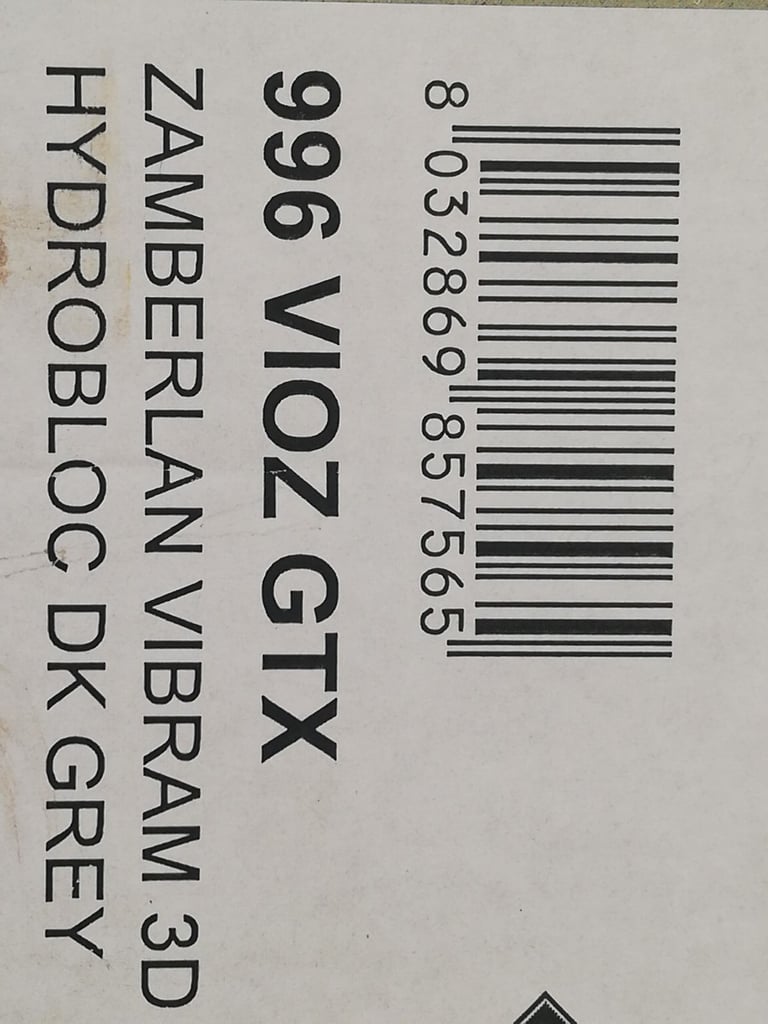 8 032869 857565
996 VIOZ GTX
ZAMBERLAN VIBRAM 3D
HYDROBLOC DK GREY